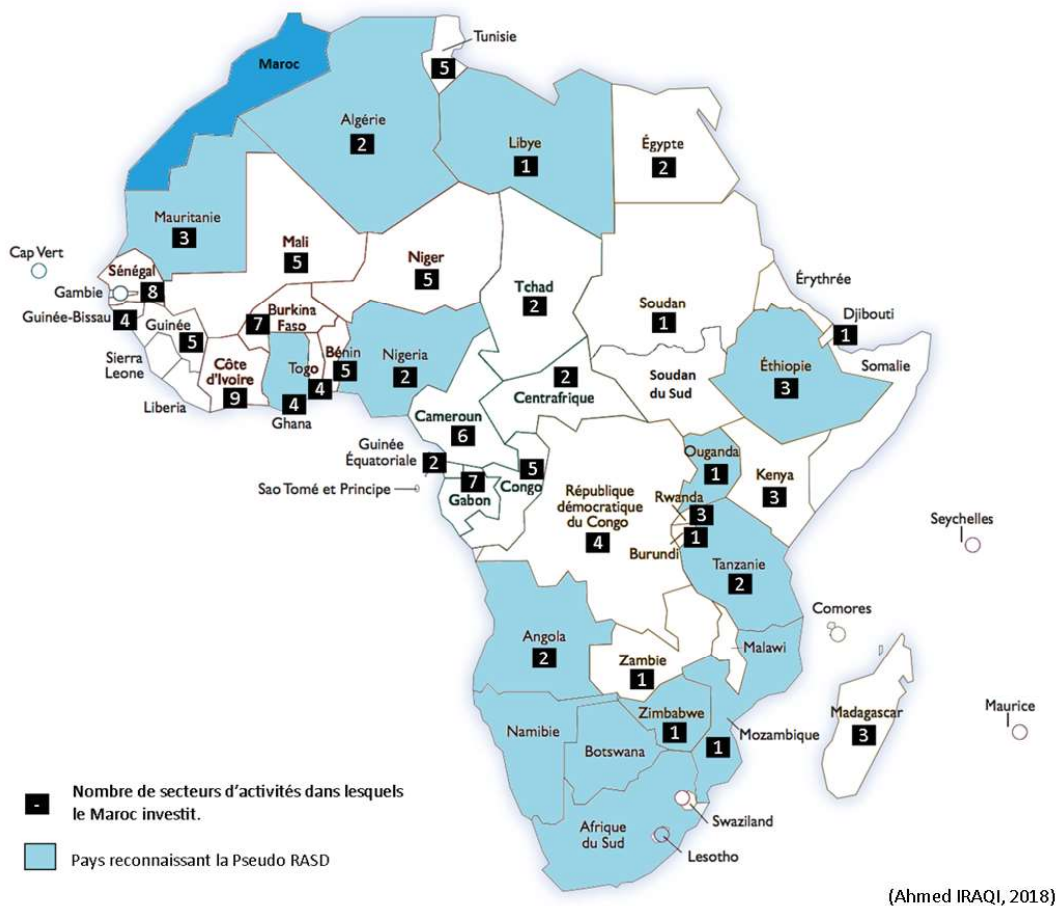 Tunisie
5
Maroc
Algérie
2
Libye
1
Égypte
2
Mauritanie
3
Mali
5
Niger
5
Tchad
2
Soudan
1
Érythrée
Djibouti
1
Cap Vert
Sénégal
8
Gambie
Guinée-Bissau
4
Guinée
5
Sierra
Leone
Liberia
Côte
d'Ivoire
9
Burkina
Faso
7
Ghana
4
Togo
4
Bénin
5
Nigeria
2
Cameroun
6
2
Centrafrique
Soudan
du Sud
Éthiopie
3
Somalie
Guinée
Équatoriale
2
Sao Tomé et Principe
7
Gabon
5
Congo
République
démocratique
du Congo
4
Ouganda
1
Kenya
3
Rwanda
3
Burundi
1
Tanzanie
2
Seychelles
Comores
Angola
2
Zambie
1
Malawi
Mozambique
1
Zimbabwe
1
Namibie
Botswana
Madagascar
3
Maurice
Afrique
du Sud
Swaziland
Lesotho
- Nombre de secteurs d'activités dans lesquels
le Maroc investit.
Pays reconnaissant la Pseudo RASD
(Ahmed IRAQI, 2018)